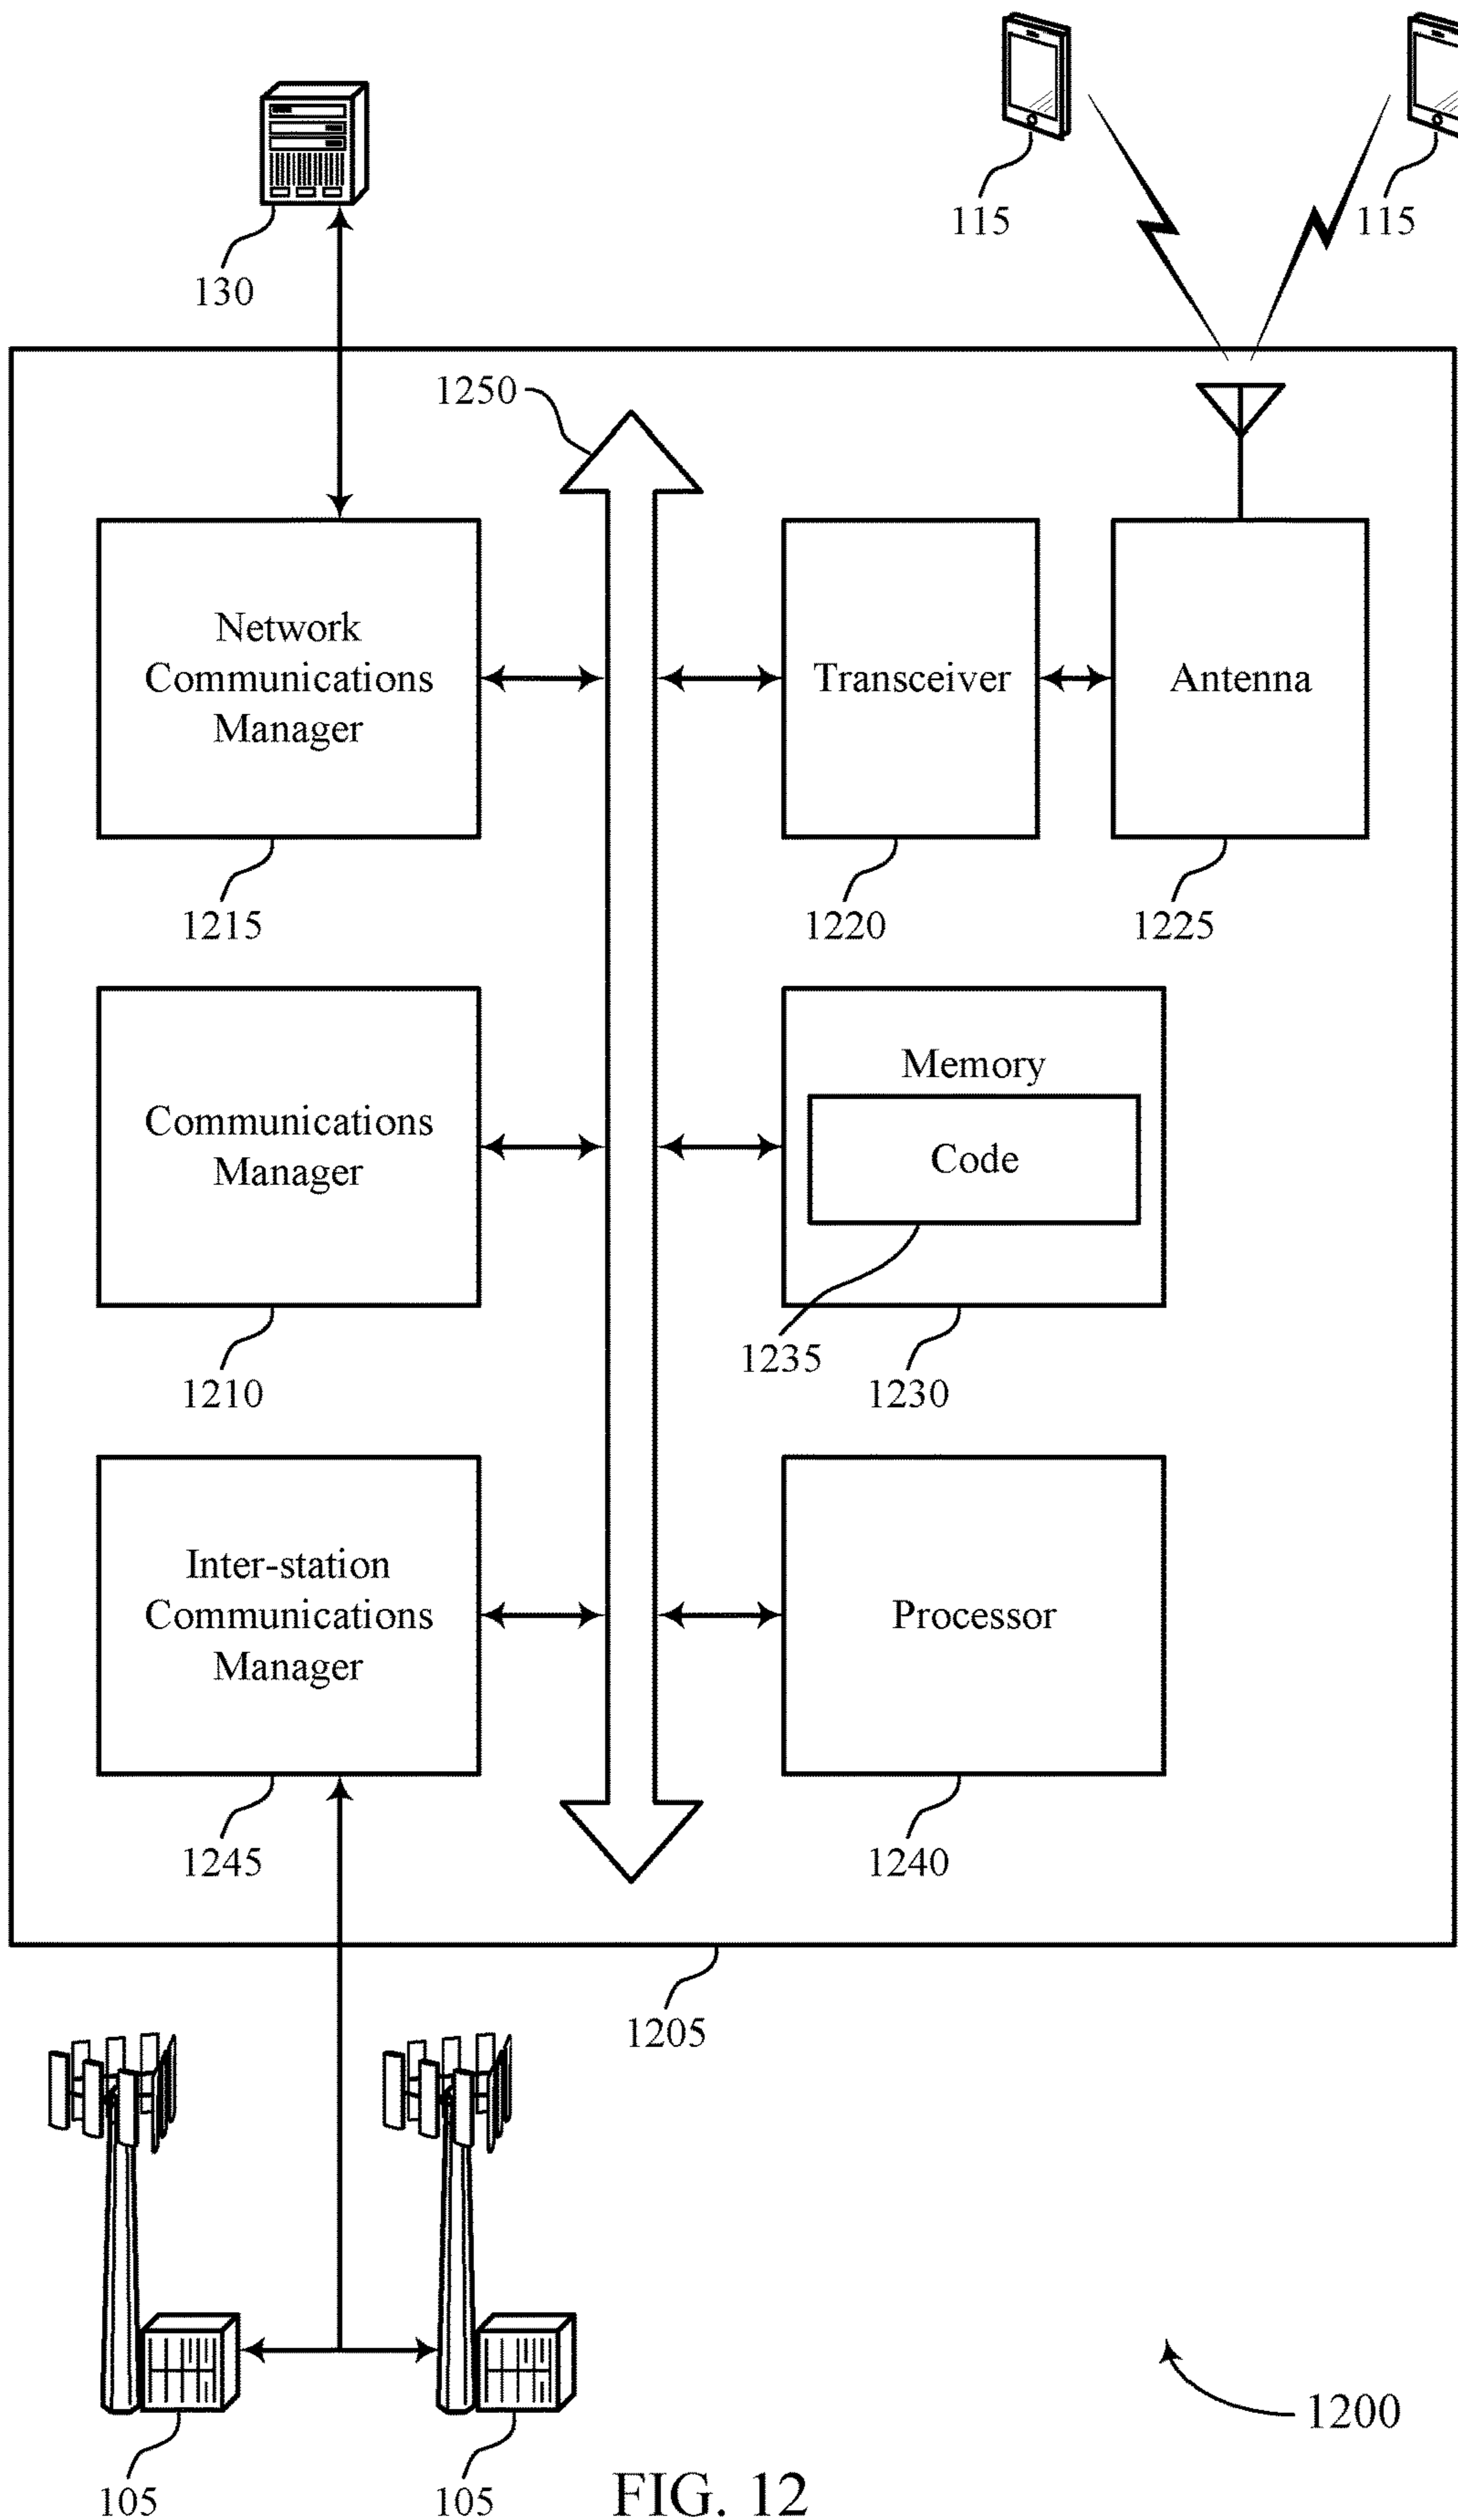 115
115
130
1250
Network
Communications
Manager
Transceiver
Antenna
1215
1220
1225
Communications
Manager
Memory
Code
1235
1230
1210
Inter-station
Communications
Manager
Processor
1245
1240
1205
1200
105
105
FIG. 12